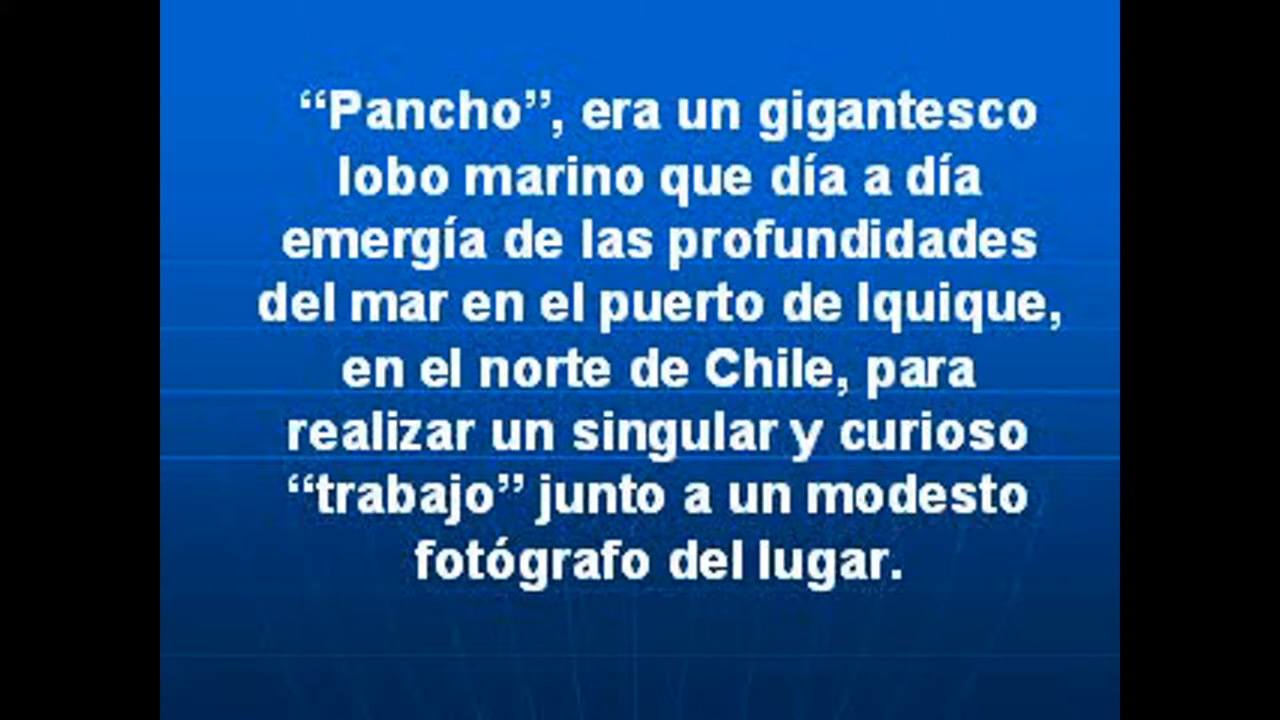 “Pancho”, era un gigantesco
lobo marino que día a día
emergía de las profundidades
del mar en el puerto de Iquique,
en el norte de Chile, para
realizar un singular y curioso
“trabajo” junto a un modesto
fotógrafo del lugar.